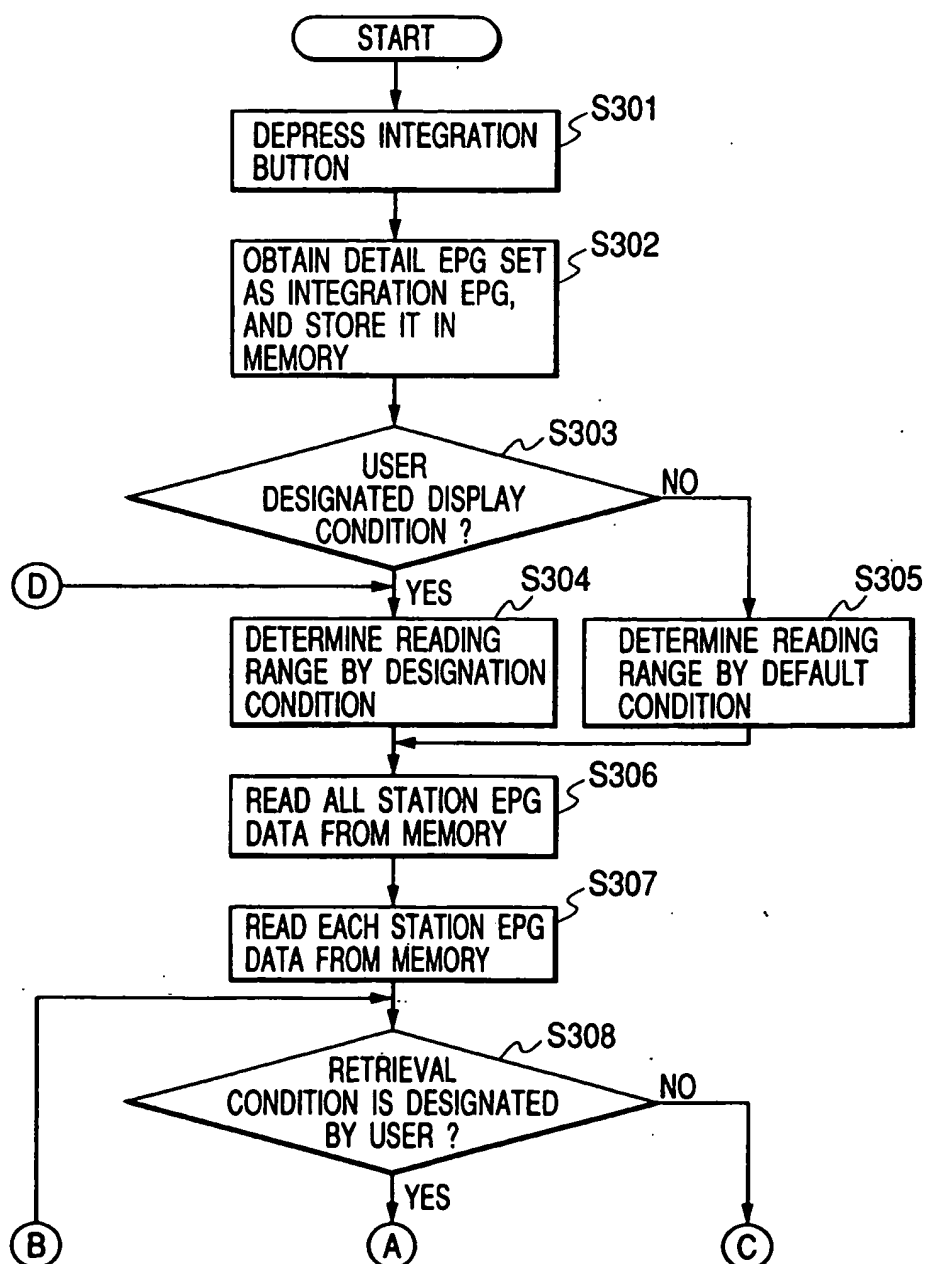 START
S301
DEPRESS INTEGRATION
BUTTON
S302
OBTAIN DETAIL EPG SET
AS INTEGRATION EPG,
AND STORE IT IN
MEMORY
S303
USER
DESIGNATED DISPLAY
CONDITION ?
NO
D
YES
S304
DETERMINE READING
RANGE BY DESIGNATION
CONDITION
S305
DETERMINE READING
RANGE BY DEFAULT
CONDITION
S306
READ ALL STATION EPG
DATA FROM MEMORY
S307
READ EACH STATION EPG
DATA FROM MEMORY
S308
RETRIEVAL
CONDITION IS DESIGNATED
BY USER ?
NO
YES
B
A
C